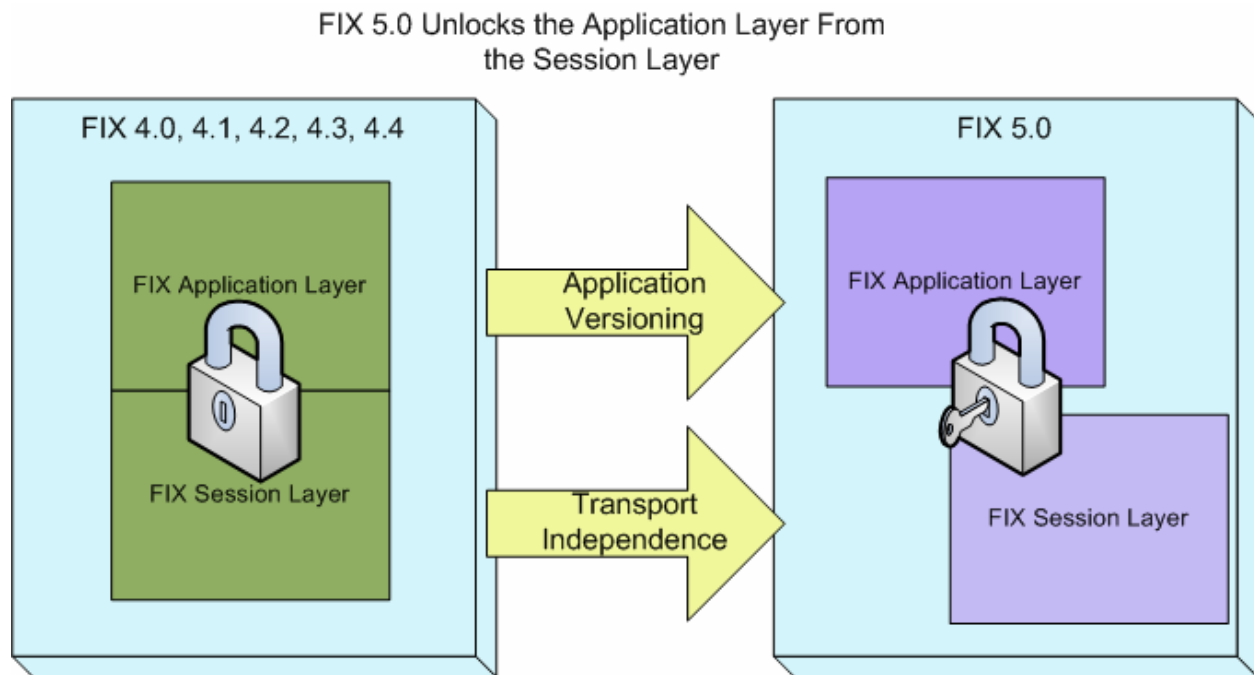 FIX 5.0 Unlocks the Application Layer From
the Session Layer
FIX 4.0, 4.1, 4.2, 4.3, 4.4
FIX Application Layer
FIX Session Layer
Application
Versioning
Transport
Independence
FIX 5.0
FIX Application Layer
FIX Session Layer